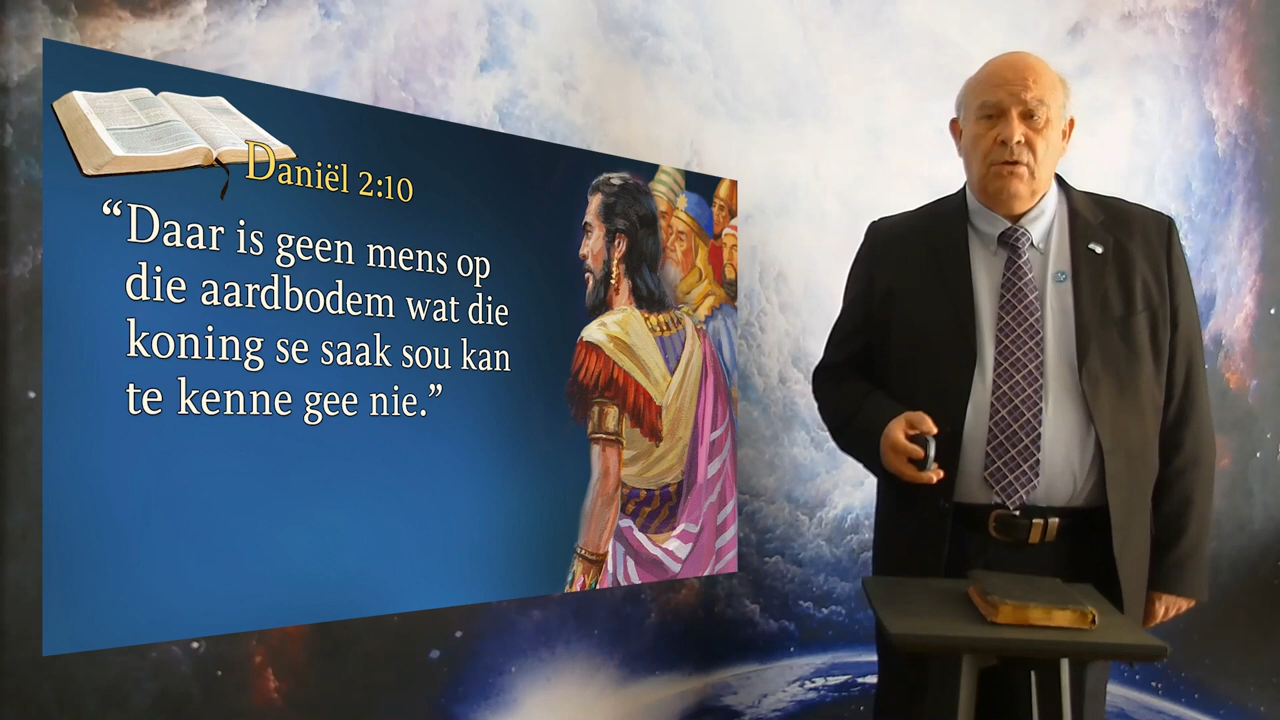 Daniël 2:10
“Daar is geen mens op
die aardbodem wat die
koning se saak sou kan
te kenne gee nie.”